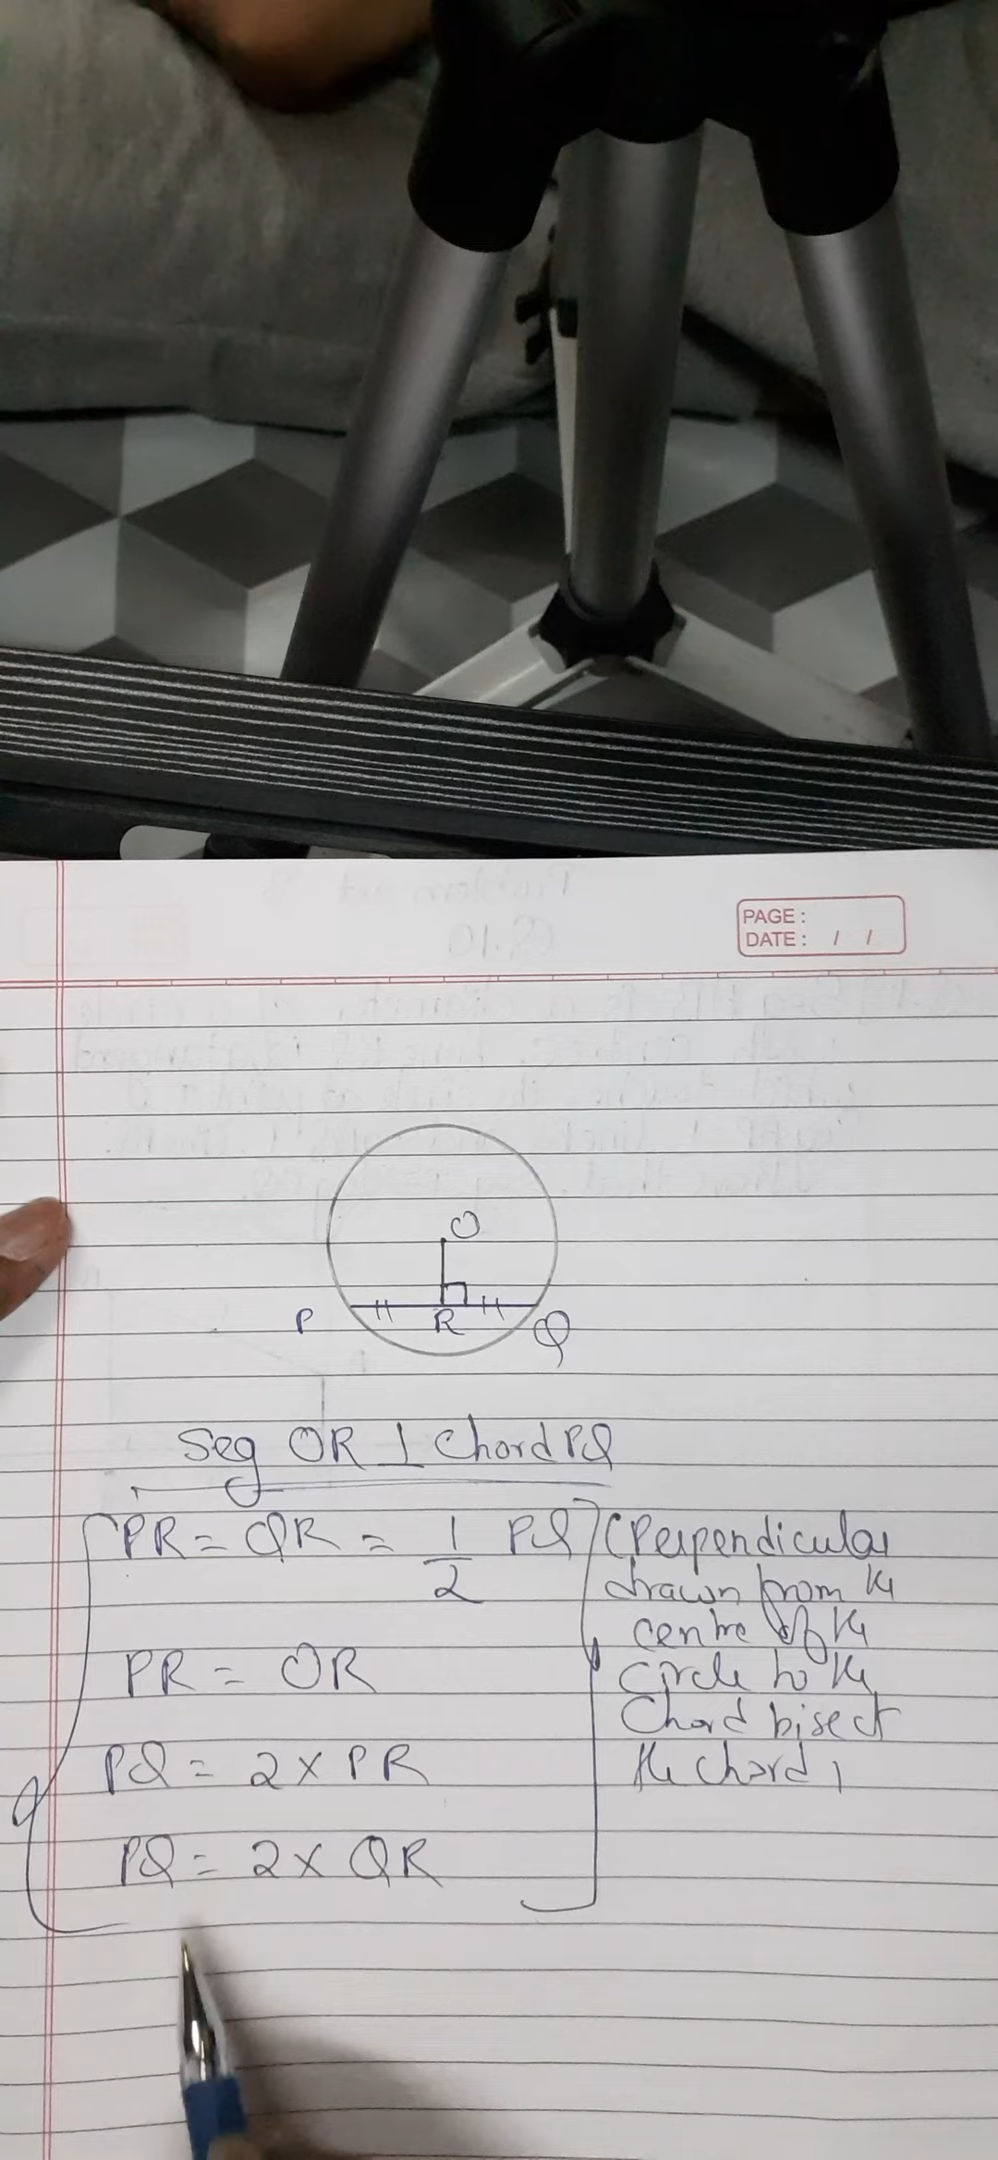 PAGE :
DATE : / /
O
P R Q
Seg OR ⊥ Chord PQ
PR = QR = 1/2 PQ (Perpendicular
drawn from the
centre of the
PR = QR circle to the
Chord bisect
PQ = 2 x PR the chord)
PQ = 2 x QR